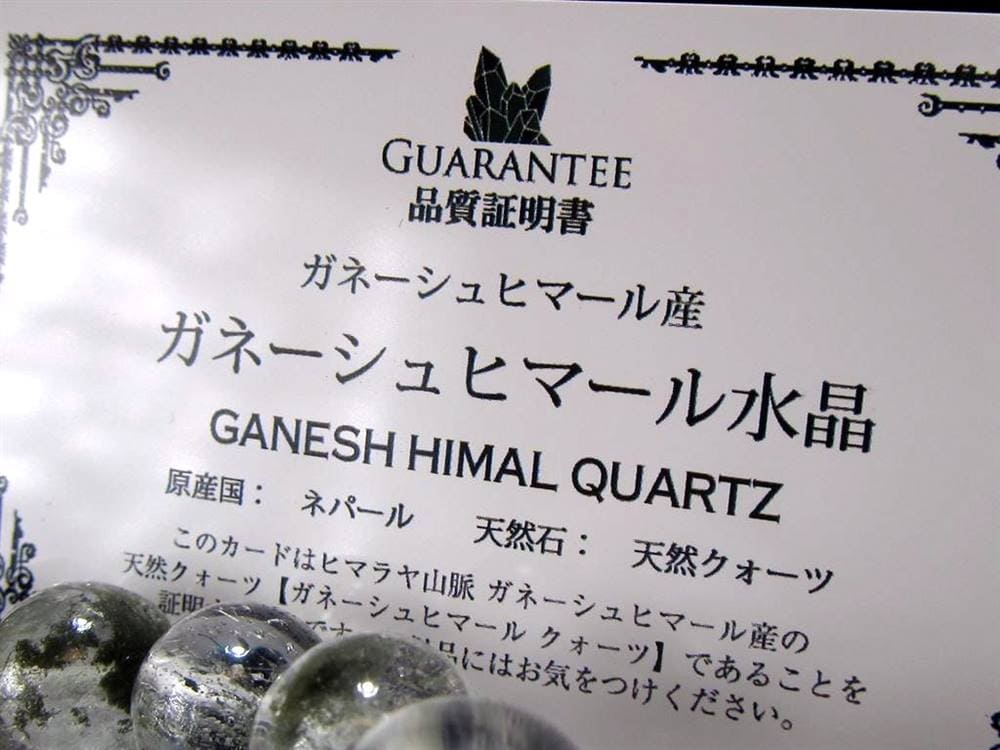 GUARANTEE
品質証明書
ガネーシュヒマール産
ガネーシュヒマール水晶
GANESH HIMAL QUARTZ
原産国： ネパール 天然石： 天然クォーツ
このカードはヒマラヤ山脈 ガネーシュヒマール産の
天然クォーツ【ガネーシュヒマール クォーツ】であることを
証明 です 品にはお気をつけください。